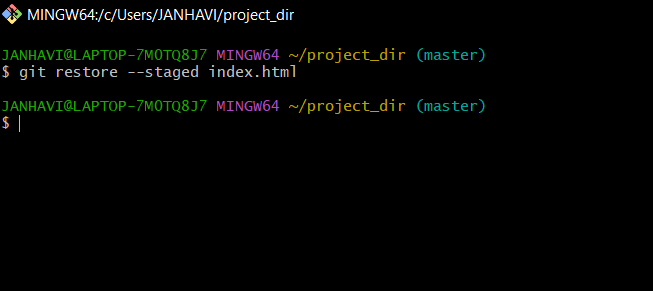 MINGW64:/c/Users/JANHAVI/project_dir
JANHAVI@LAPTOP-7M0TQ8J7 MINGW64 ~/project_dir (master)
$ git restore --staged index.html
JANHAVI@LAPTOP-7M0TQ8J7 MINGW64 ~/project_dir (master)
$